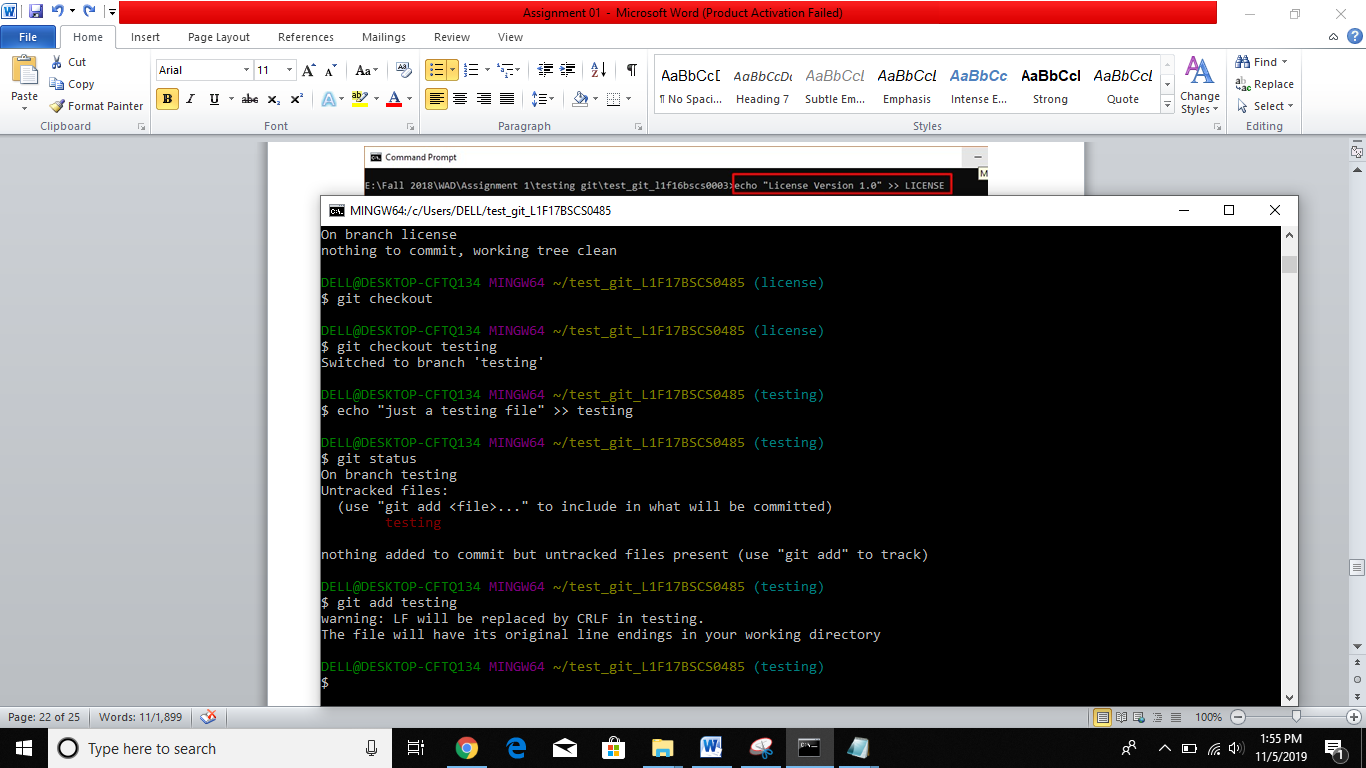 Assignment 01 - Microsoft Word (Product Activation Failed)
File Home Insert Page Layout References Mailings Review View
Paste
Cut
Copy
Format Painter
Clipboard
Arial 11
Font
Paragraph
AaBbCcI AaBbCcDc AaBbCcL AaBbCcL AaBbCc AaBbCcI AaBbCcL
¶ No Spaci... Heading 7 Subtle Em... Emphasis Intense E... Strong Quote
Styles
Change
Styles
Find
Replace
Select
Editing
Command Prompt
E:\Fall 2018\WAD\Assignment 1\testing git\test_git_l1f16bscs0003>echo "License Version 1.0" >> LICENSE
MINGW64:/c/Users/DELL/test_git_L1F17BSCS0485
On branch license
nothing to commit, working tree clean
DELL@DESKTOP-CFTQ134 MINGW64 ~/test_git_L1F17BSCS0485 (license)
$ git checkout
DELL@DESKTOP-CFTQ134 MINGW64 ~/test_git_L1F17BSCS0485 (license)
$ git checkout testing
Switched to branch 'testing'
DELL@DESKTOP-CFTQ134 MINGW64 ~/test_git_L1F17BSCS0485 (testing)
$ echo "just a testing file" >> testing
DELL@DESKTOP-CFTQ134 MINGW64 ~/test_git_L1F17BSCS0485 (testing)
$ git status
On branch testing
Untracked files:
(use "git add <file>..." to include in what will be committed)
testing
nothing added to commit but untracked files present (use "git add" to track)
DELL@DESKTOP-CFTQ134 MINGW64 ~/test_git_L1F17BSCS0485 (testing)
$ git add testing
warning: LF will be replaced by CRLF in testing.
The file will have its original line endings in your working directory
DELL@DESKTOP-CFTQ134 MINGW64 ~/test_git_L1F17BSCS0485 (testing)
$
Page: 22 of 25 Words: 11/1,899 100%
Type here to search
1:55 PM
11/5/2019